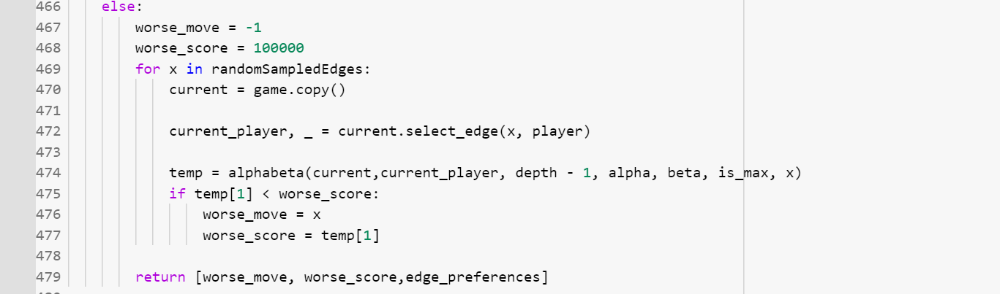 466 else:
467 worse_move = -1
468 worse_score = 100000
469 for x in randomSampledEdges:
470 current = game.copy()
471
472 current_player, _ = current.select_edge(x, player)
473
474 temp = alphabeta(current,current_player, depth - 1, alpha, beta, is_max, x)
475 if temp[1] < worse_score:
476 worse_move = x
477 worse_score = temp[1]
478
479 return [worse_move, worse_score,edge_preferences]